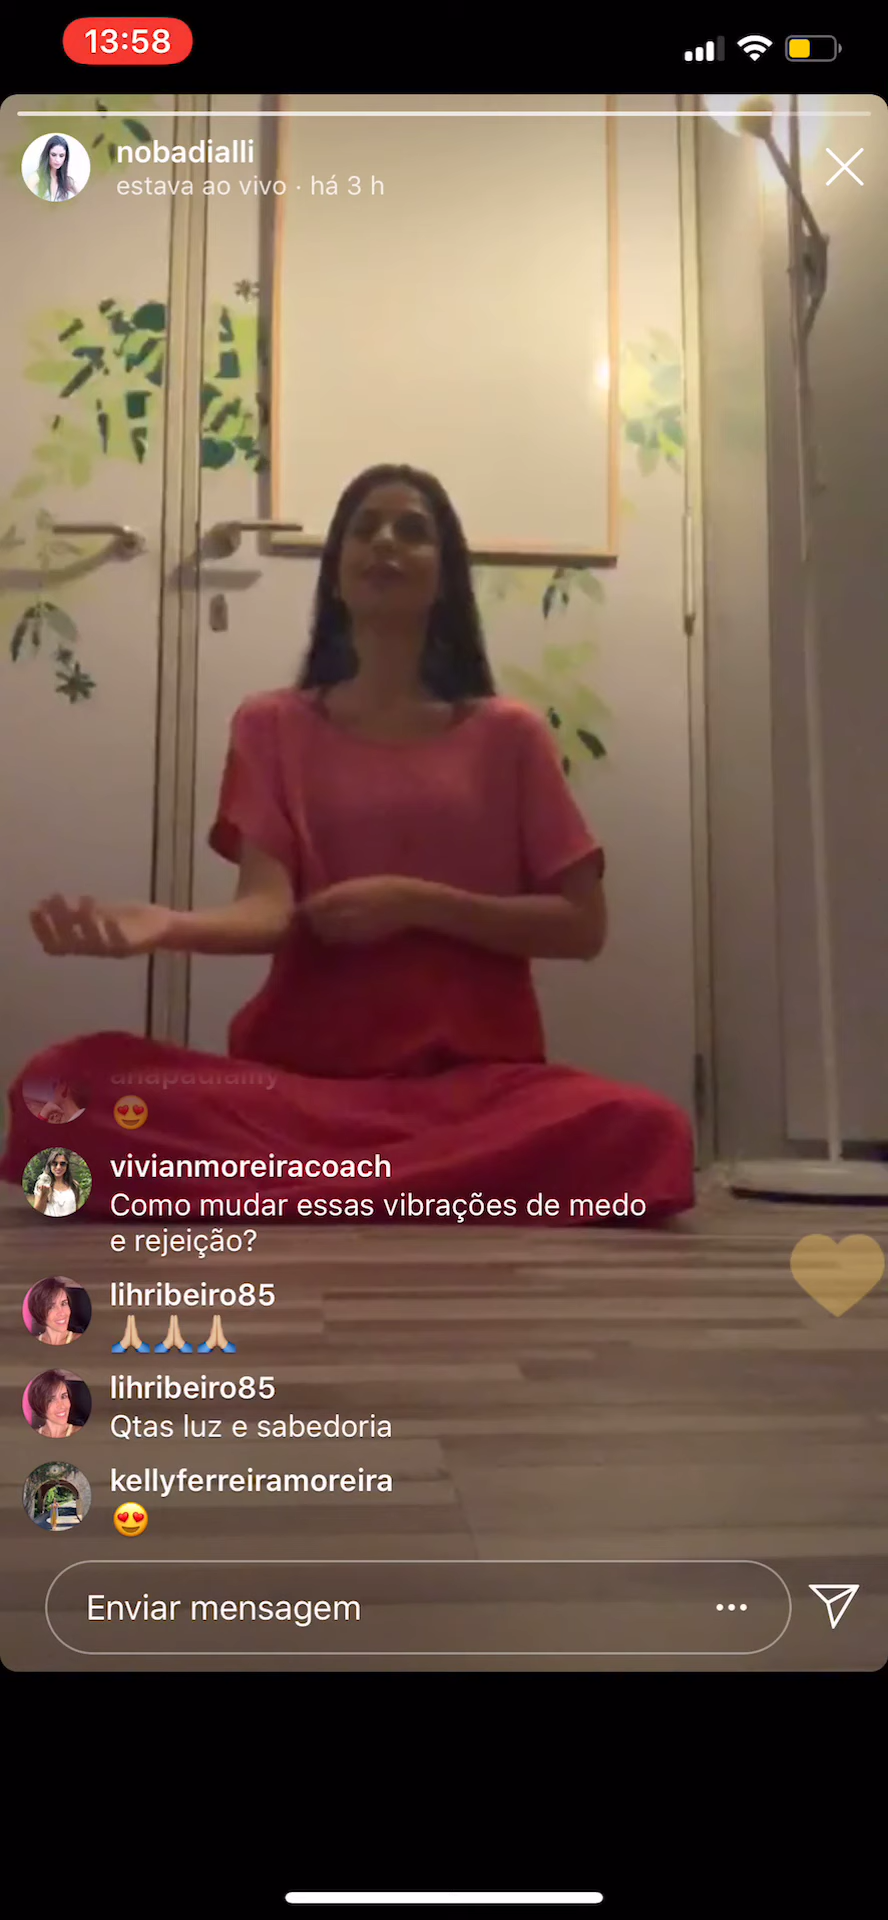 13:58
nobadialli
estava ao vivo · há 3 h
vivianmoreiracoach
Como mudar essas vibrações de medo
e rejeição?
lihribeiro85
🙏🏼🙏🏼🙏🏼
lihribeiro85
Qtas luz e sabedoria
kellyferreiramoreira
😍
Enviar mensagem